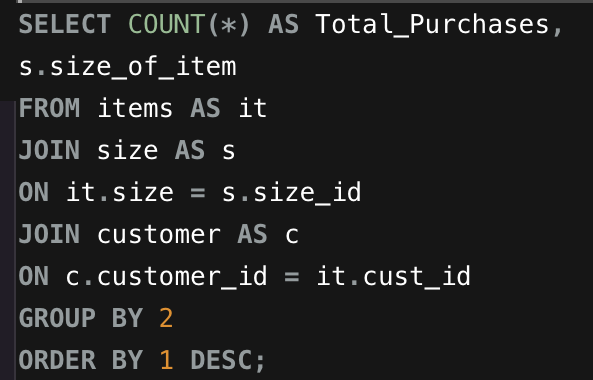 SELECT COUNT(*) AS Total_Purchases,
s.size_of_item
FROM items AS it
JOIN size AS s
ON it.size = s.size_id
JOIN customer AS c
ON c.customer_id = it.cust_id
GROUP BY 2
ORDER BY 1 DESC;